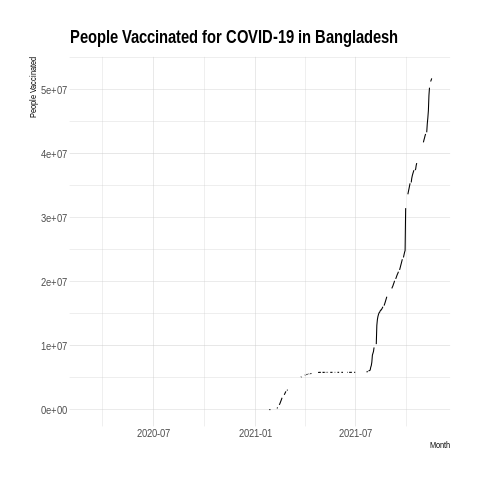 People Vaccinated for COVID-19 in Bangladesh
People Vaccinated
5e+07
4e+07
3e+07
2e+07
1e+07
0e+00
2020-07
2021-01
2021-07
Month